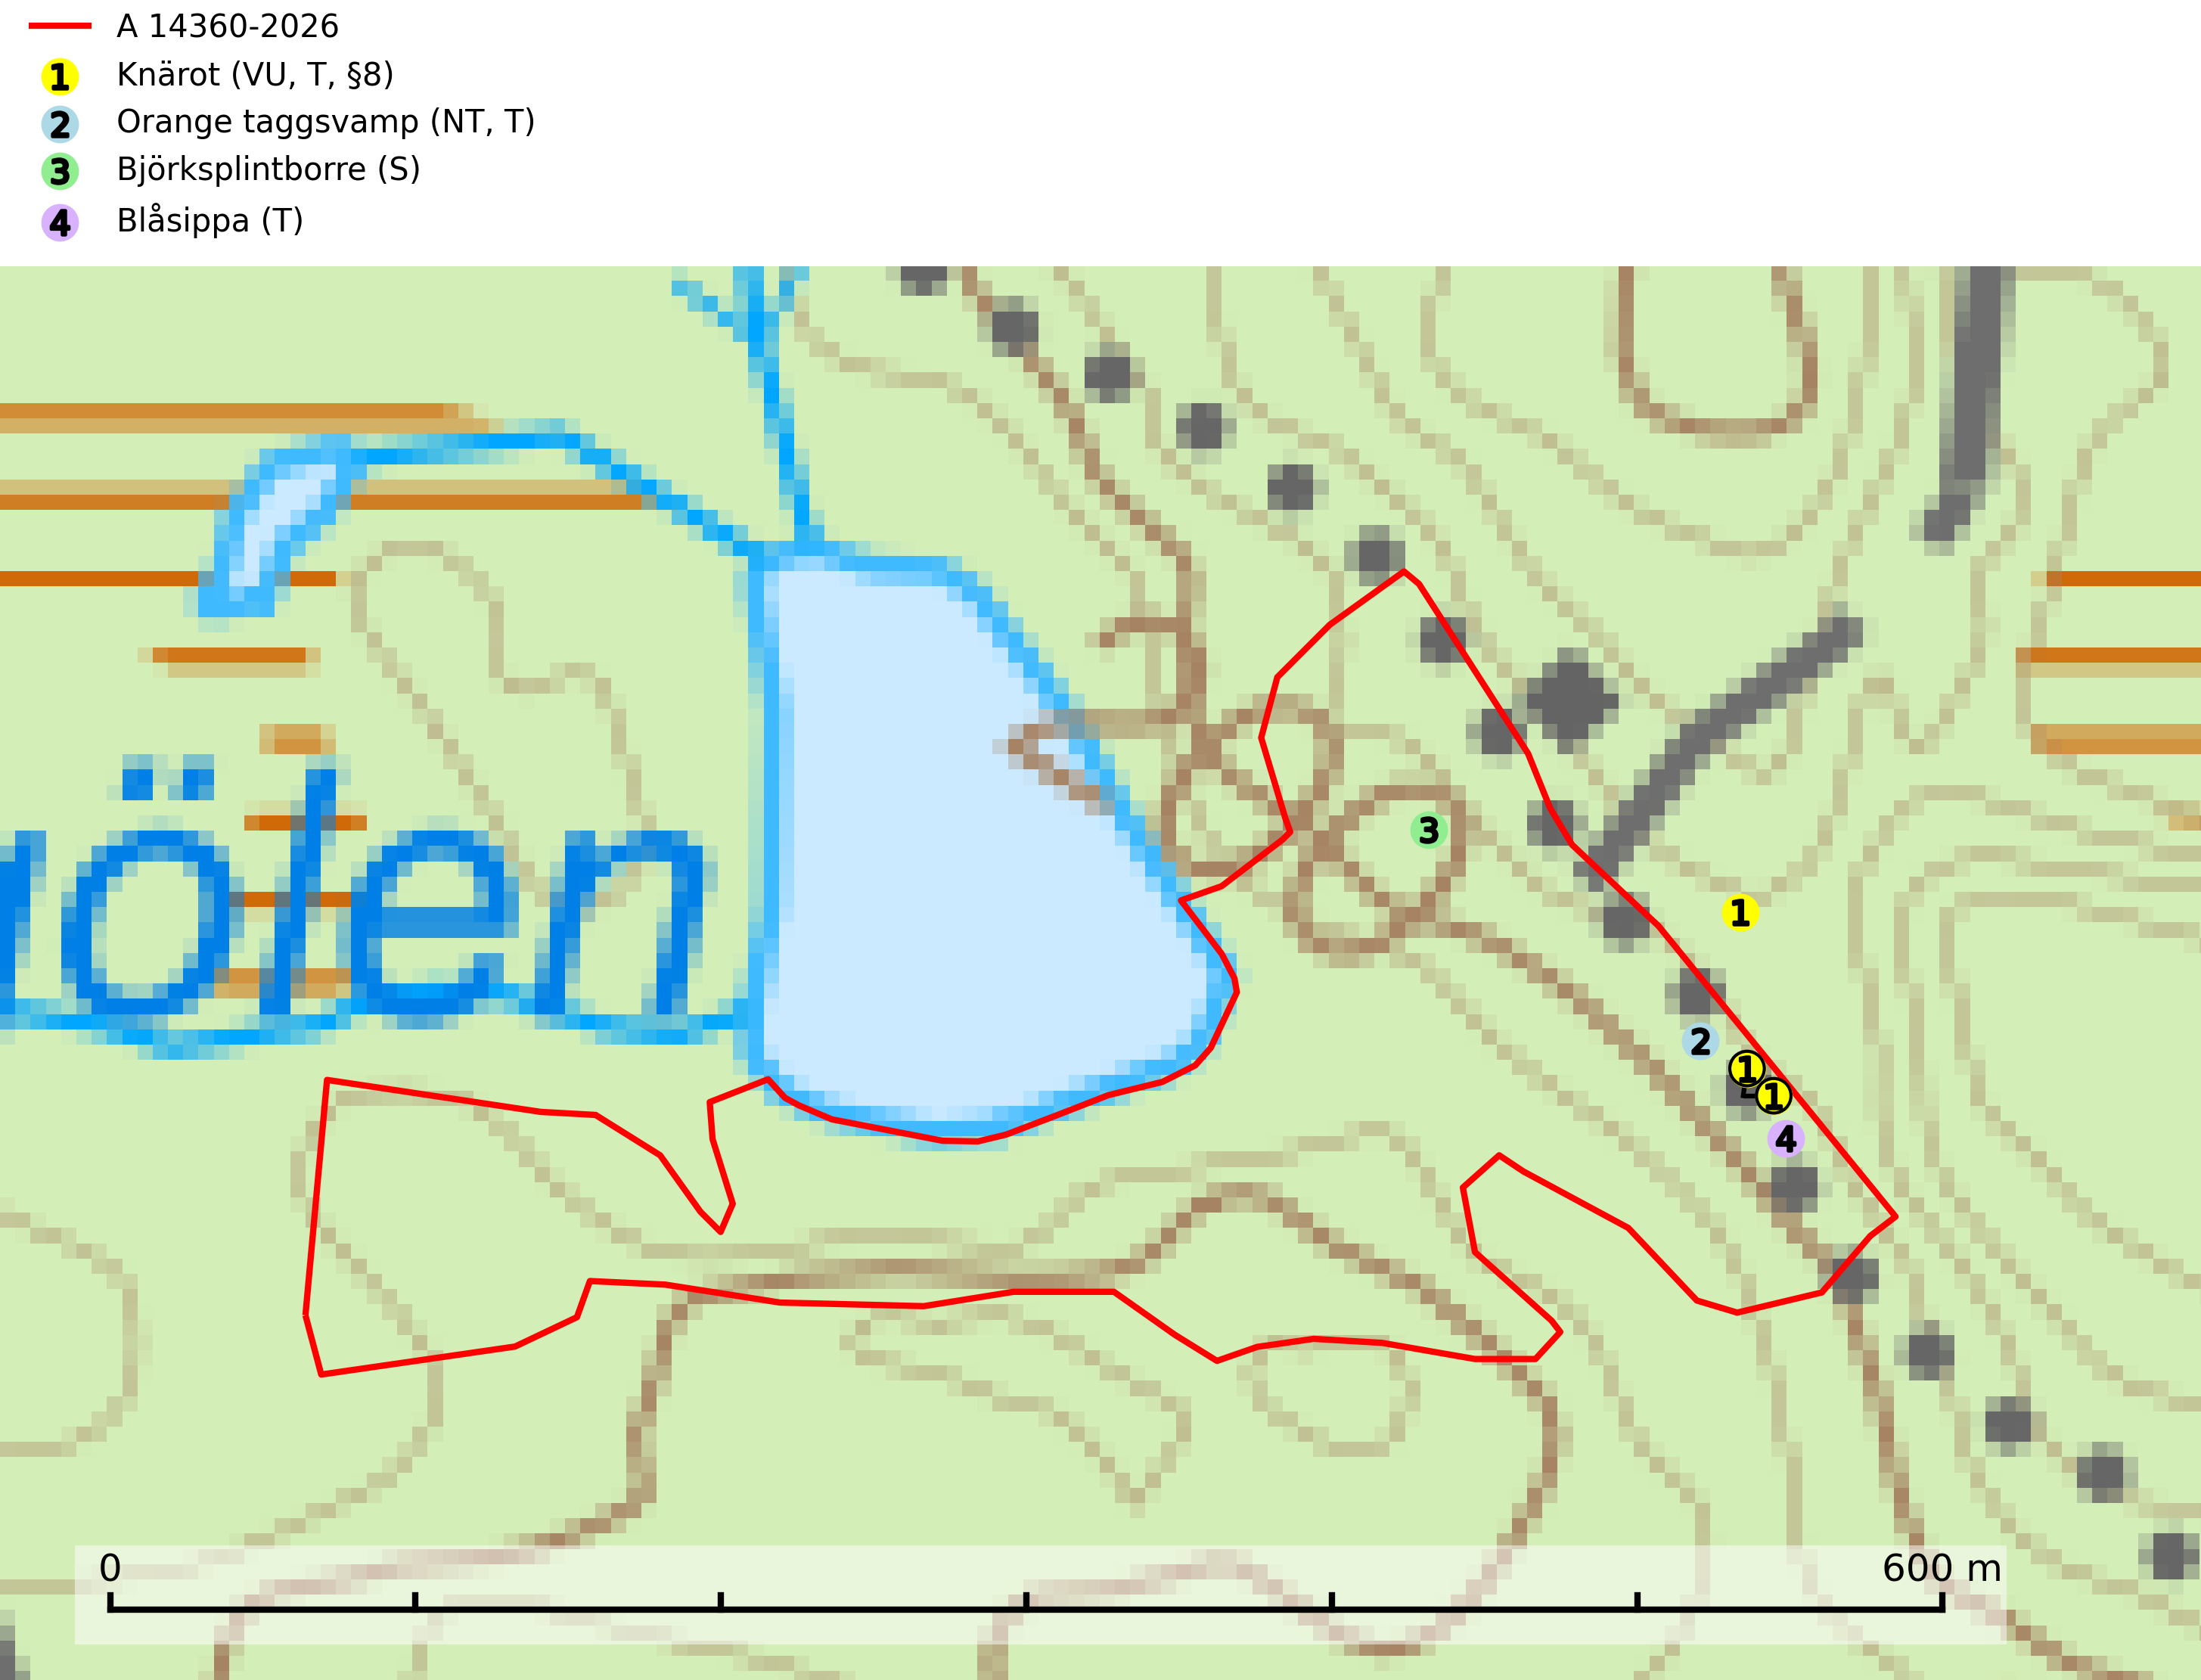 A 14360-2026
1 Knärot (VU, T, §8)
2 Orange taggsvamp (NT, T)
3 Björksplintborre (S)
4 Blåsippa (T)
3
1
2
1
1
4
0 600 m